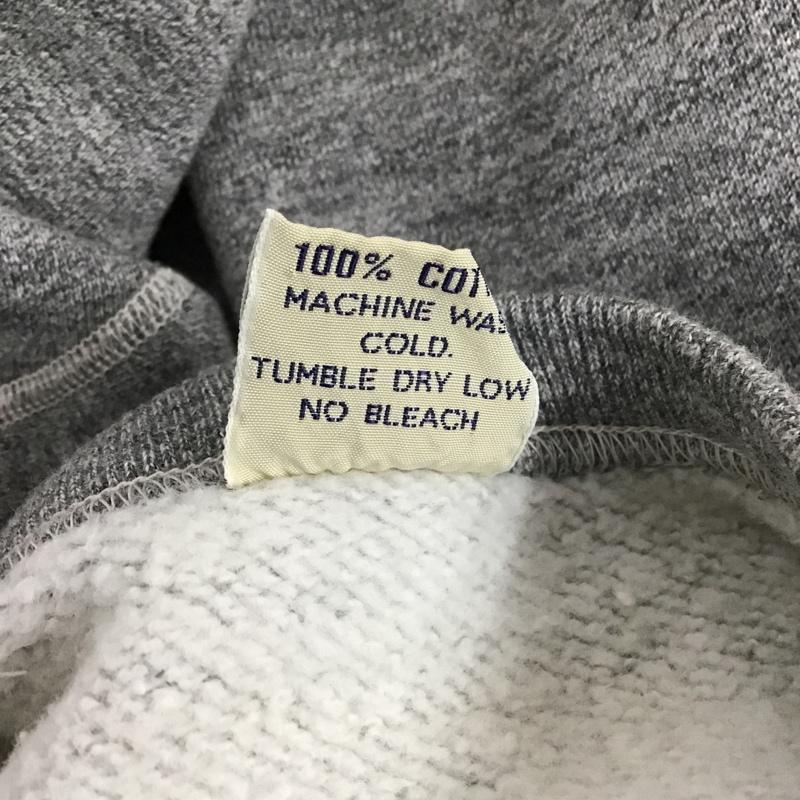 100% COT
MACHINE WAS
COLD.
TUMBLE DRY LOW
NO BLEACH